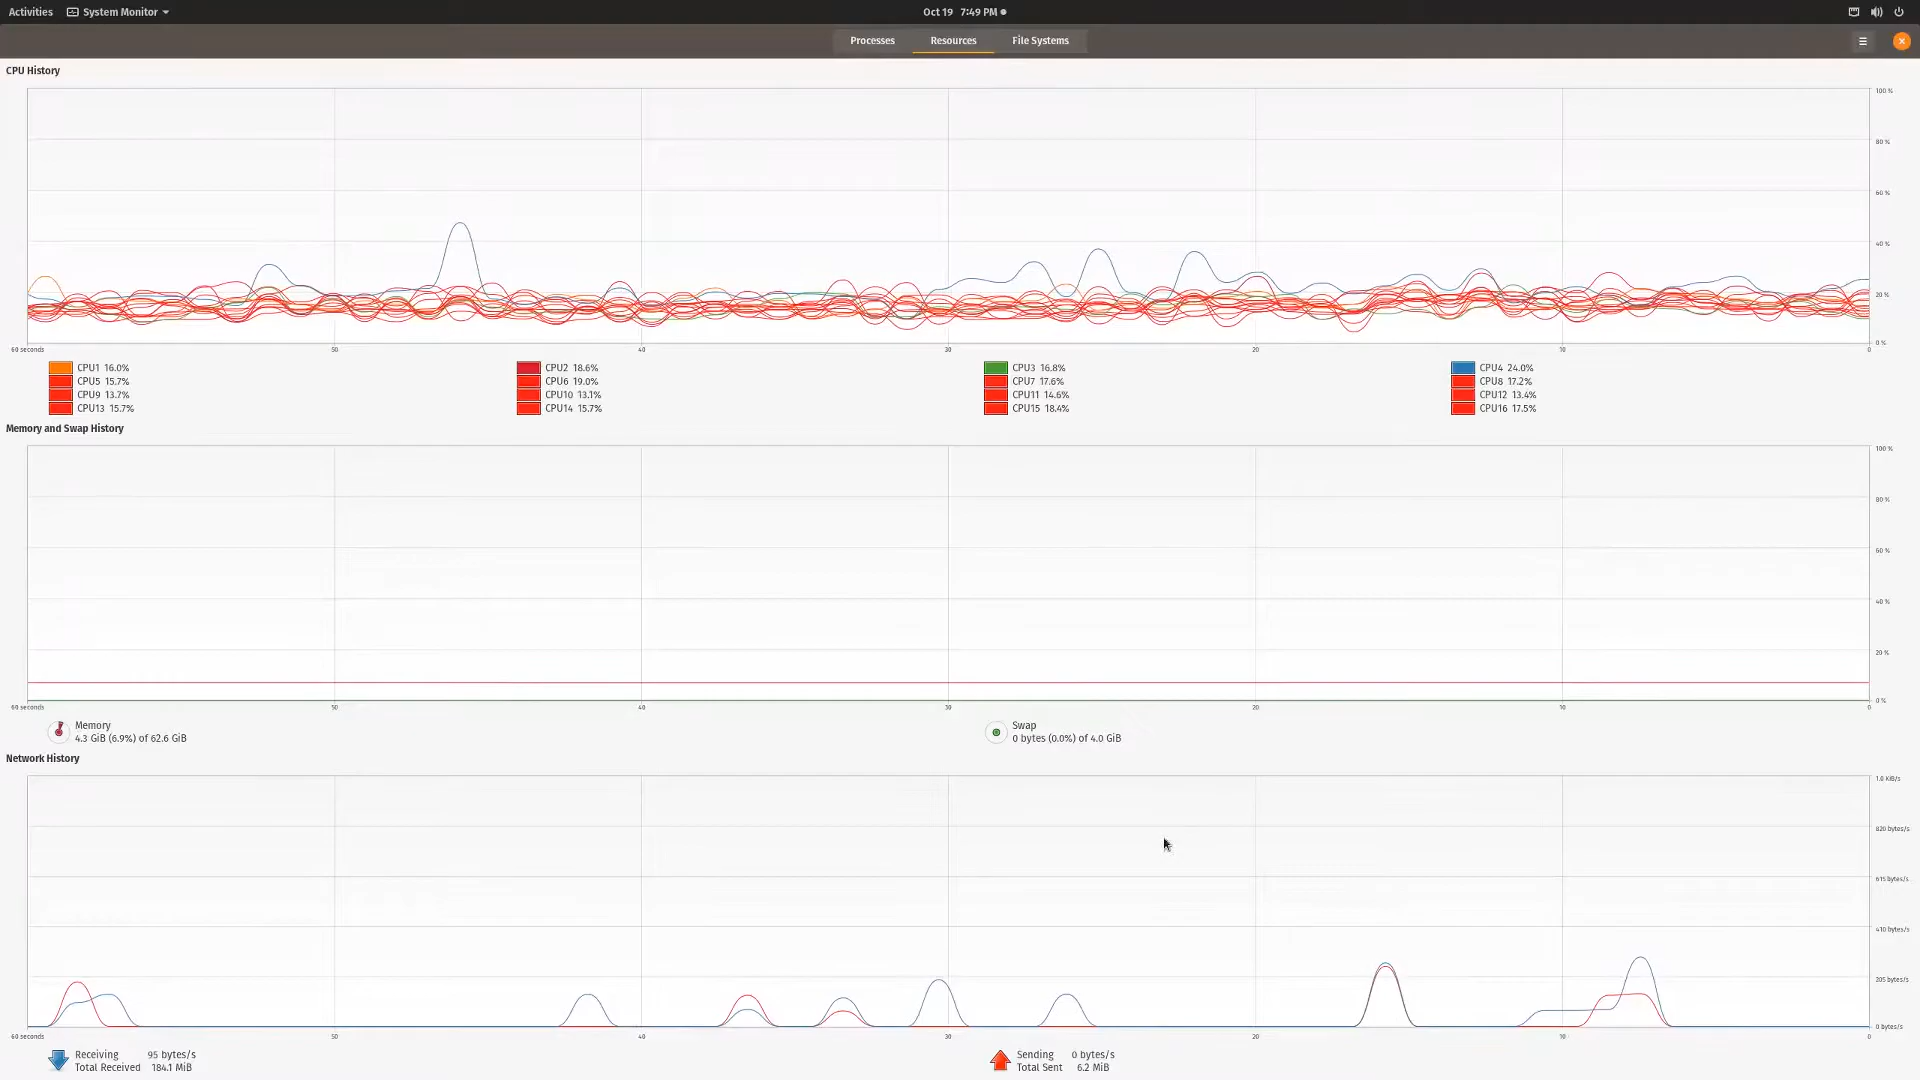 Activities System Monitor Oct 19 7:49 PM
Processes Resources File Systems
CPU History
100 %
80 %
60 %
40 %
20 %
0 %
60 seconds 50 40 30 20 10 0
CPU1 16.0% CPU2 18.6% CPU3 16.8% CPU4 24.0%
CPU5 15.7% CPU6 19.0% CPU7 17.6% CPU8 17.2%
CPU9 13.7% CPU10 13.1% CPU11 14.6% CPU12 13.4%
CPU13 15.7% CPU14 15.7% CPU15 18.4% CPU16 17.5%
Memory and Swap History
100 %
80 %
60 %
40 %
20 %
0 %
60 seconds 50 40 30 20 10 0
Memory Swap
4.3 GiB (6.9%) of 62.6 GiB 0 bytes (0.0%) of 4.0 GiB
Network History
1.0 KiB/s
820 bytes/s
615 bytes/s
410 bytes/s
205 bytes/s
0 bytes/s
60 seconds 50 40 30 20 10 0
Receiving 95 bytes/s Sending 0 bytes/s
Total Received 184.1 MiB Total Sent 6.2 MiB